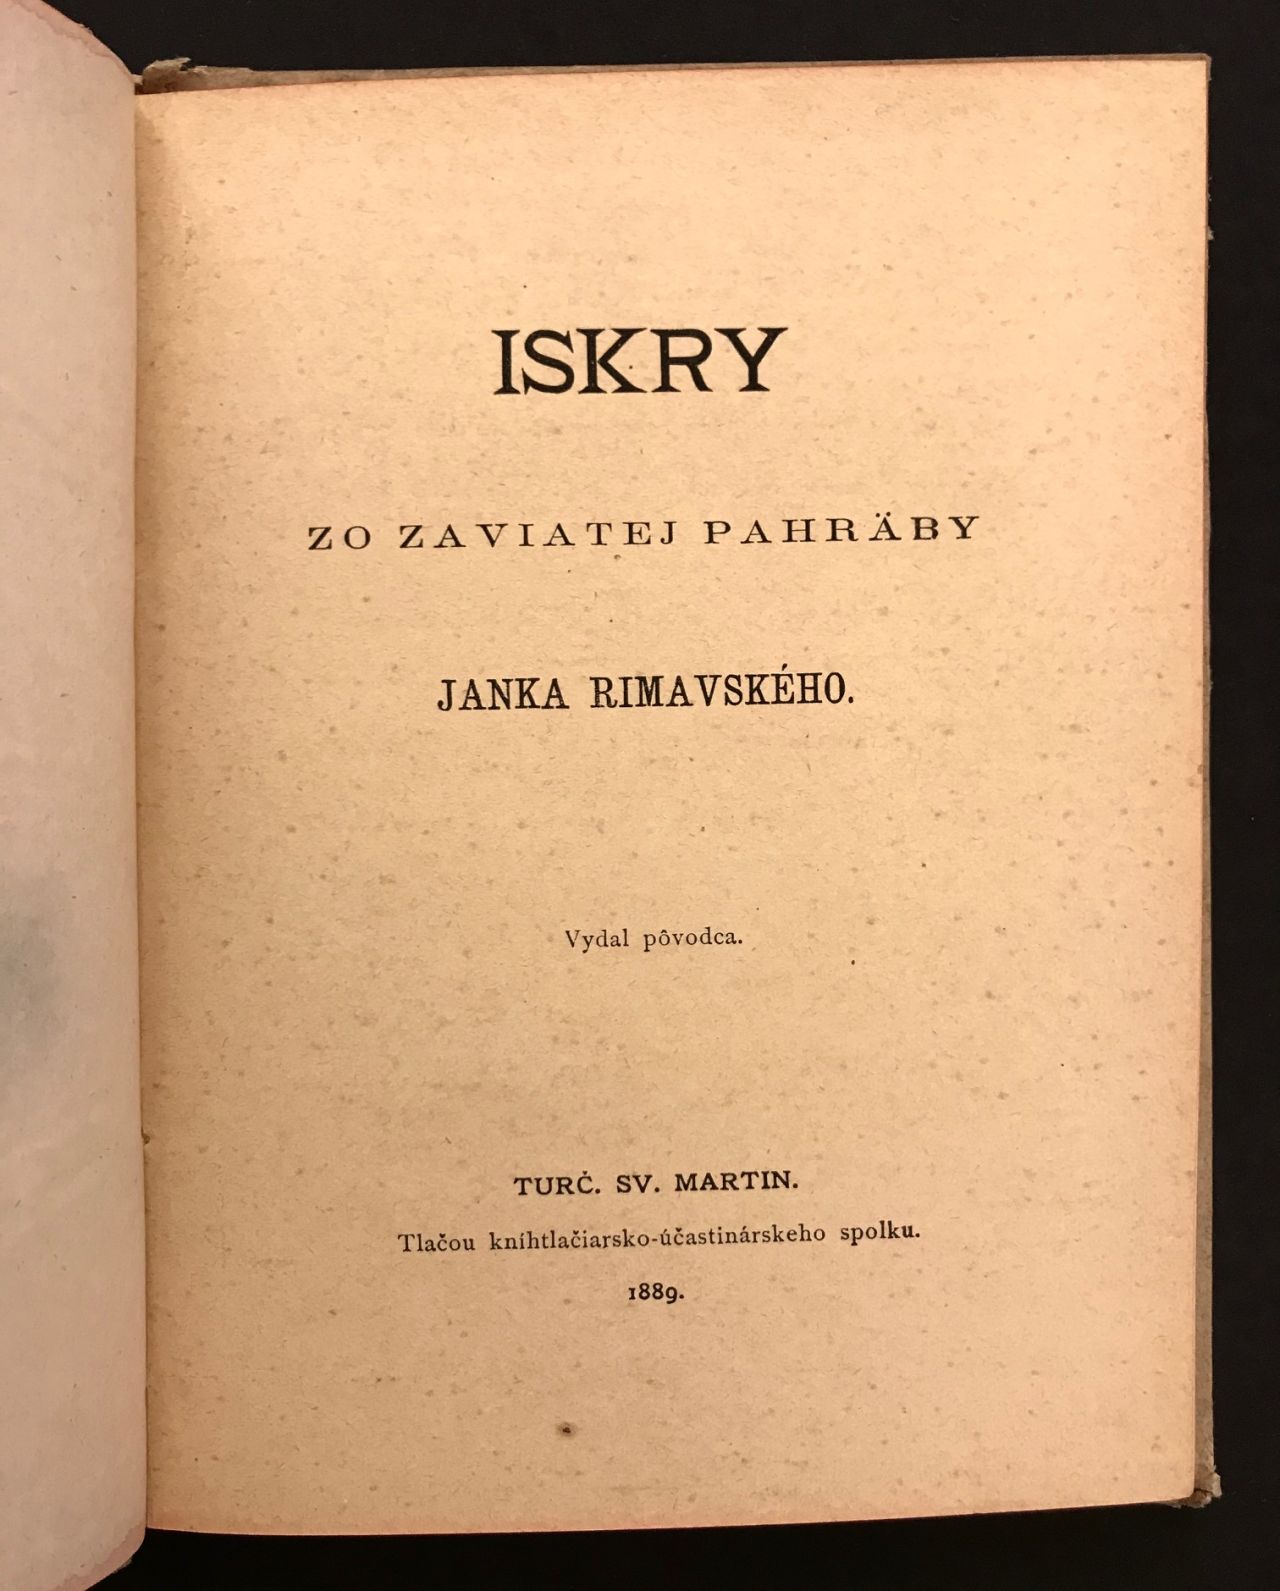 ISKRY
ZO ZAVIATEJ PAHRÄBY
JANKA RIMAVSKÉHO.
Vydal pôvodca.
TURČ. SV. MARTIN.
Tlačou kníhtlačiarsko-účastinárskeho spolku.
1889.